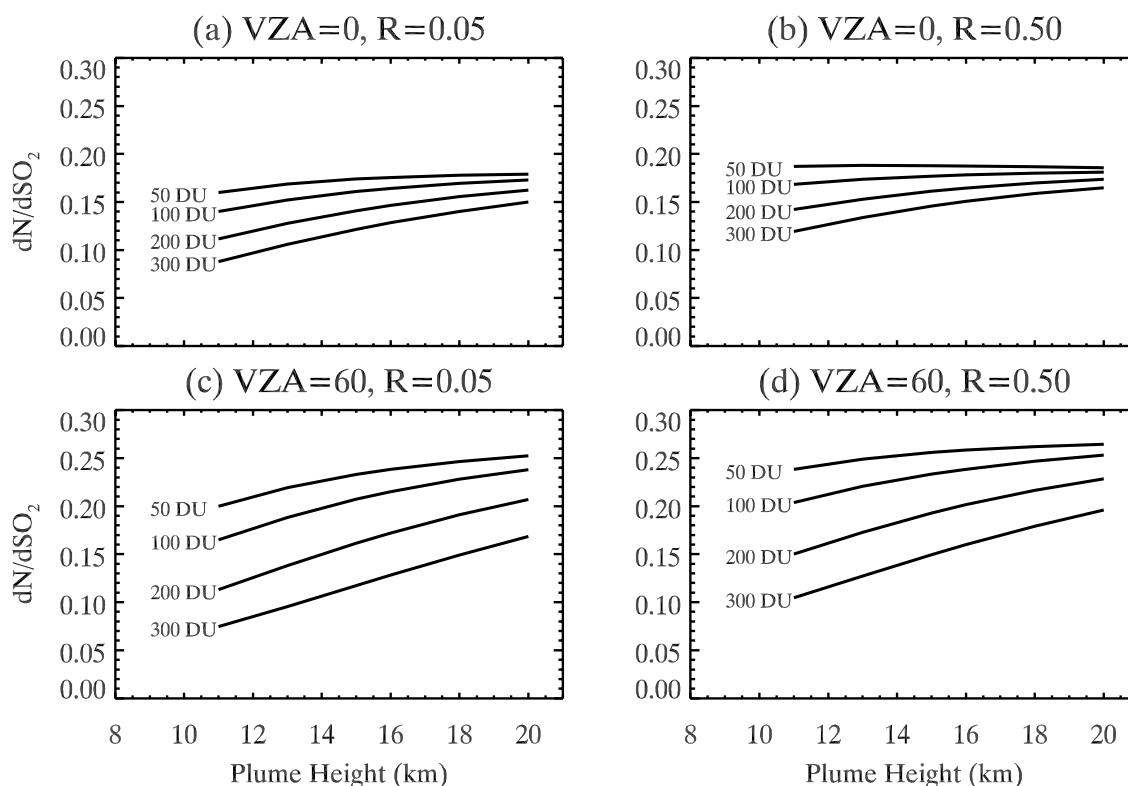 (a) VZA=0, R=0.05
(b) VZA=0, R=0.50
dN/dSO₂
0.30
0.25
0.20
0.15
0.10
0.05
0.00
50 DU
100 DU
200 DU
300 DU
0.30
0.25
0.20
0.15
0.10
0.05
0.00
50 DU
100 DU
200 DU
300 DU
(c) VZA=60, R=0.05
(d) VZA=60, R=0.50
dN/dSO₂
0.30
0.25
0.20
0.15
0.10
0.05
0.00
50 DU
100 DU
200 DU
300 DU
8 10 12 14 16 18 20
Plume Height (km)
0.30
0.25
0.20
0.15
0.10
0.05
0.00
50 DU
100 DU
200 DU
300 DU
8 10 12 14 16 18 20
Plume Height (km)